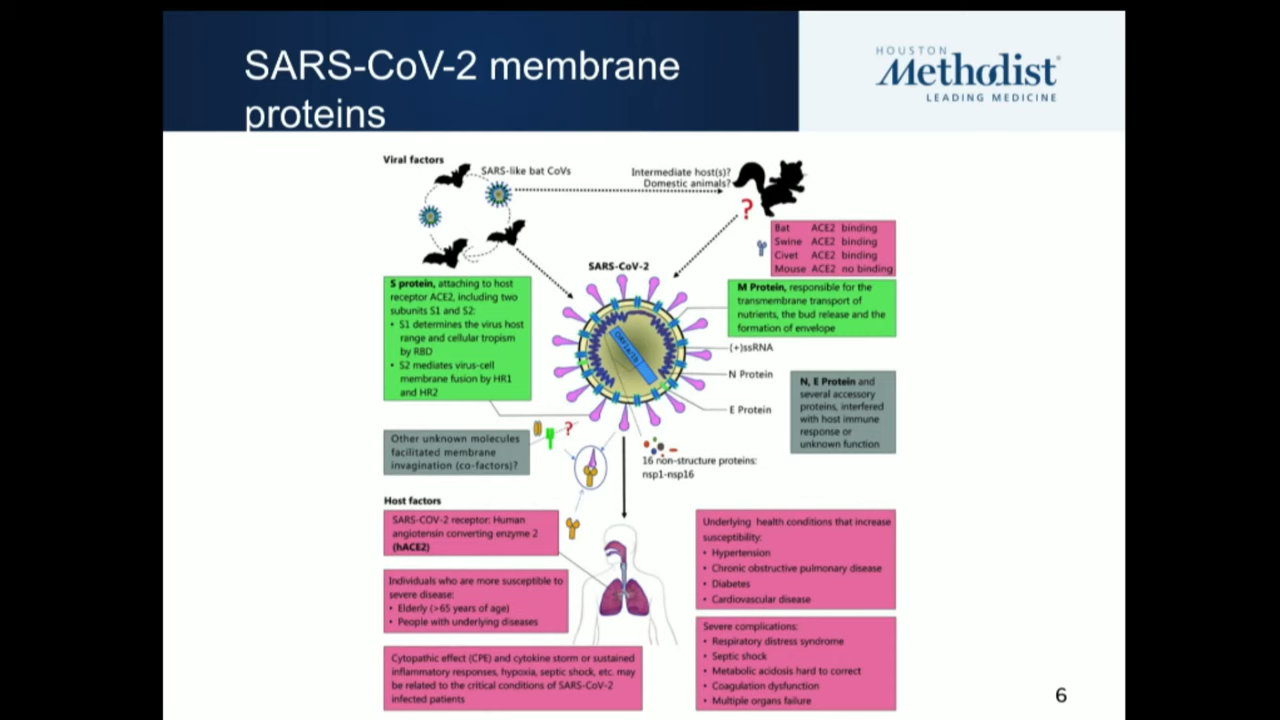 SARS-CoV-2 membrane
proteins
HOUSTON
Methodist
LEADING MEDICINE
Viral factors
SARS-like bat CoVs
Intermediate host(s)?
Domestic animals?
?
Bat ACE2 binding
Swine ACE2 binding
Civet ACE2 binding
Mouse ACE2 no binding
SARS-CoV-2
S protein, attaching to host
receptor ACE2, including two
subunits S1 and S2:
• S1 determines the virus host
range and cellular tropism
by RBD
• S2 mediates virus-cell
membrane fusion by HR1
and HR2
M Protein, responsible for the
transmembrane transport of
nutrients, the bud release and the
formation of envelope
ORF1a/1b
(+)ssRNA
N Protein
E Protein
N, E Protein and
several accessory
proteins, interfered
with host immune
response or
unknown function
Other unknown molecules
facilitated membrane
invagination (co-factors)?
?
16 non-structure proteins:
nsp1-nsp16
Host factors
SARS-COV-2 receptor: Human
angiotensin converting enzyme 2
(hACE2)
Individuals who are more susceptible to
severe disease:
• Elderly (>65 years of age)
• People with underlying diseases
Cytopathic effect (CPE) and cytokine storm or sustained
inflammatory responses, hypoxia, septic shock, etc. may
be related to the critical conditions of SARS-CoV-2
infected patients
Underlying health conditions that increase
susceptibility:
• Hypertension
• Chronic obstructive pulmonary disease
• Diabetes
• Cardiovascular disease
Severe complications:
• Respiratory distress syndrome
• Septic shock
• Metabolic acidosis hard to correct
• Coagulation dysfunction
• Multiple organs failure
6